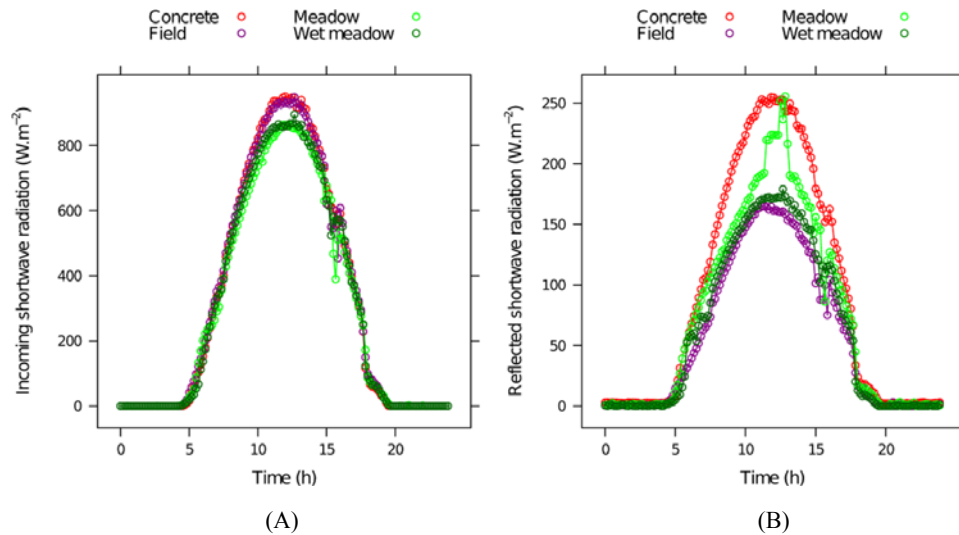 Concrete Meadow
Field Wet meadow
Incoming shortwave radiation (W.m⁻²)
800
600
400
200
0
0 5 10 15 20
Time (h)
(A)
Concrete Meadow
Field Wet meadow
Reflected shortwave radiation (W.m⁻²)
250
200
150
100
50
0
0 5 10 15 20
Time (h)
(B)